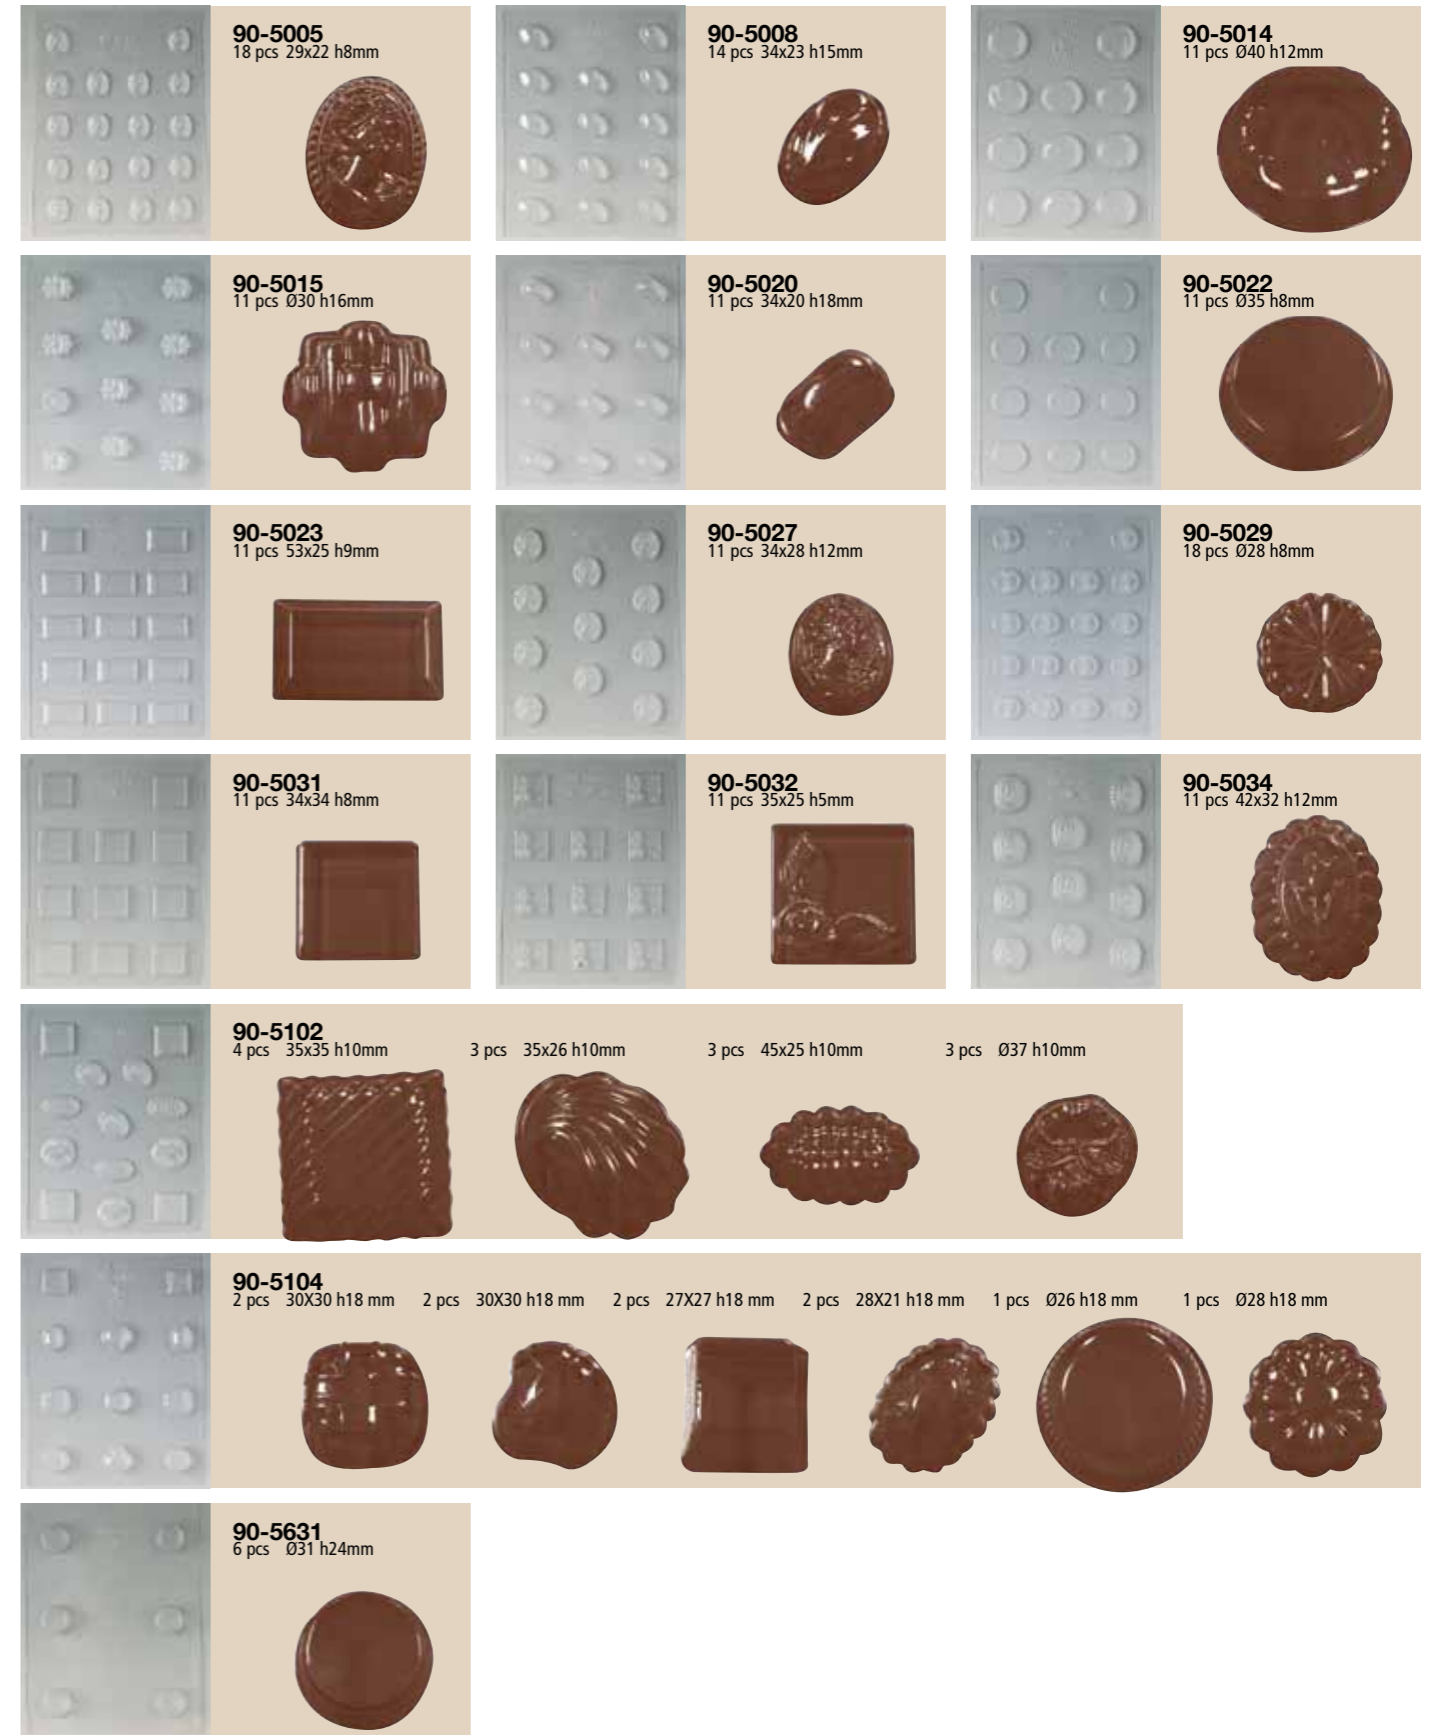 90-5005
18 pcs 29x22 h8mm
90-5008
14 pcs 34x23 h15mm
90-5014
11 pcs Ø40 h12mm
90-5015
11 pcs Ø30 h16mm
90-5020
11 pcs 34x20 h18mm
90-5022
11 pcs Ø35 h8mm
90-5023
11 pcs 53x25 h9mm
90-5027
11 pcs 34x28 h12mm
90-5029
18 pcs Ø28 h8mm
90-5031
11 pcs 34x34 h8mm
90-5032
11 pcs 35x25 h5mm
90-5034
11 pcs 42x32 h12mm
90-5102
4 pcs 35x35 h10mm 3 pcs 35x26 h10mm 3 pcs 45x25 h10mm 3 pcs Ø37 h10mm
90-5104
2 pcs 30X30 h18 mm 2 pcs 30X30 h18 mm 2 pcs 27X27 h18 mm 2 pcs 28X21 h18 mm 1 pcs Ø26 h18 mm 1 pcs Ø28 h18 mm
90-5631
6 pcs Ø31 h24mm